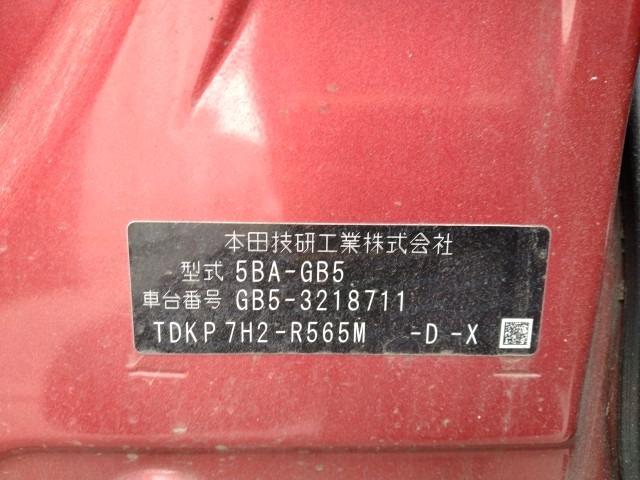 本田技研工業株式会社
型式 5BA-GB5
車台番号 GB5-3218711
TDKP 7H2-R565M -D -X